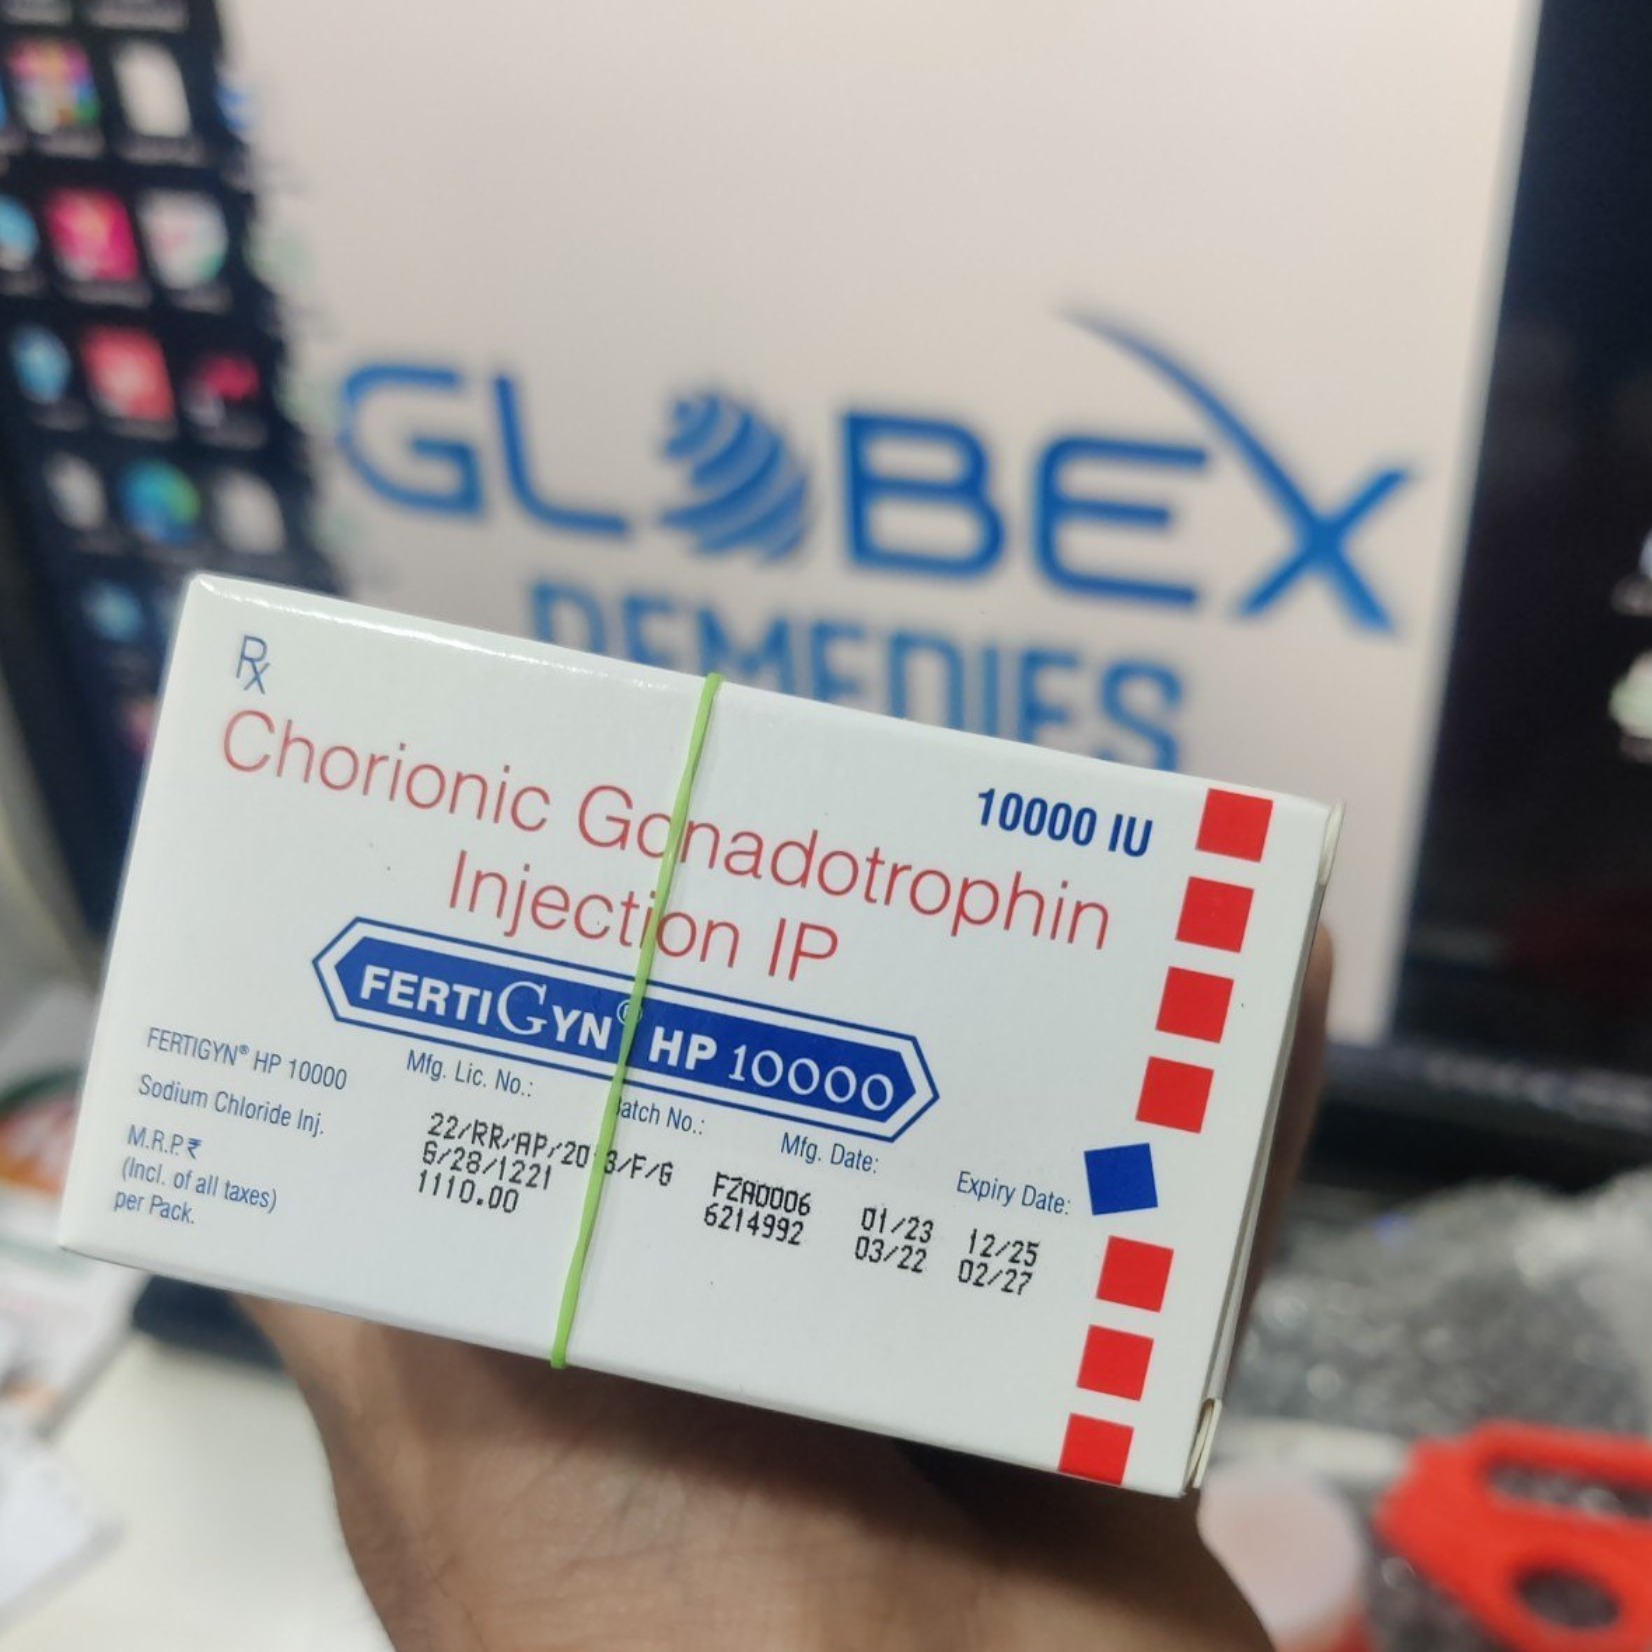 GLOBEX
REMEDIES
Rx
10000 IU
Chorionic Gonadotrophin
Injection IP
FERTIGYN® HP 10000
Mfg. Lic. No.: Batch No.: Mfg. Date: Expiry Date:
FERTIGYN® HP 10000 22/RR/AP/2013/F/G FZA0006 01/23 12/25
Sodium Chloride Inj. 6/28/1221 6214992 03/22 02/27
M.R.P.₹ 1110.00
(Incl. of all taxes)
per Pack.